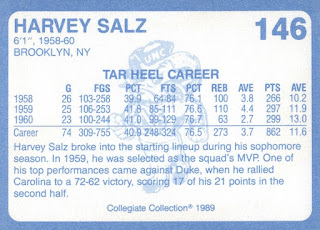 HARVEY SALZ 146
6'1", 1958-60
BROOKLYN, NY
UNC
TAR HEEL CAREER
G FGS PCT FTS PCT REB AVE PTS AVE
1958 26 103-258 39.9 64-84 76.1 100 3.8 266 10.2
1959 25 106-253 41.8 85-111 76.6 110 4.4 297 11.9
1960 23 100-244 41.0 99-129 76.7 63 2.7 299 13.0
Career 74 309-755 40.9 248-324 76.5 273 3.7 862 11.6
Harvey Salz broke into the starting lineup during his sophomore
season. In 1959, he was selected as the squad's MVP. One of
his top performances came against Duke, when he rallied
Carolina to a 72-62 victory, scoring 17 of his 21 points in the
second half.
Collegiate Collection® 1989